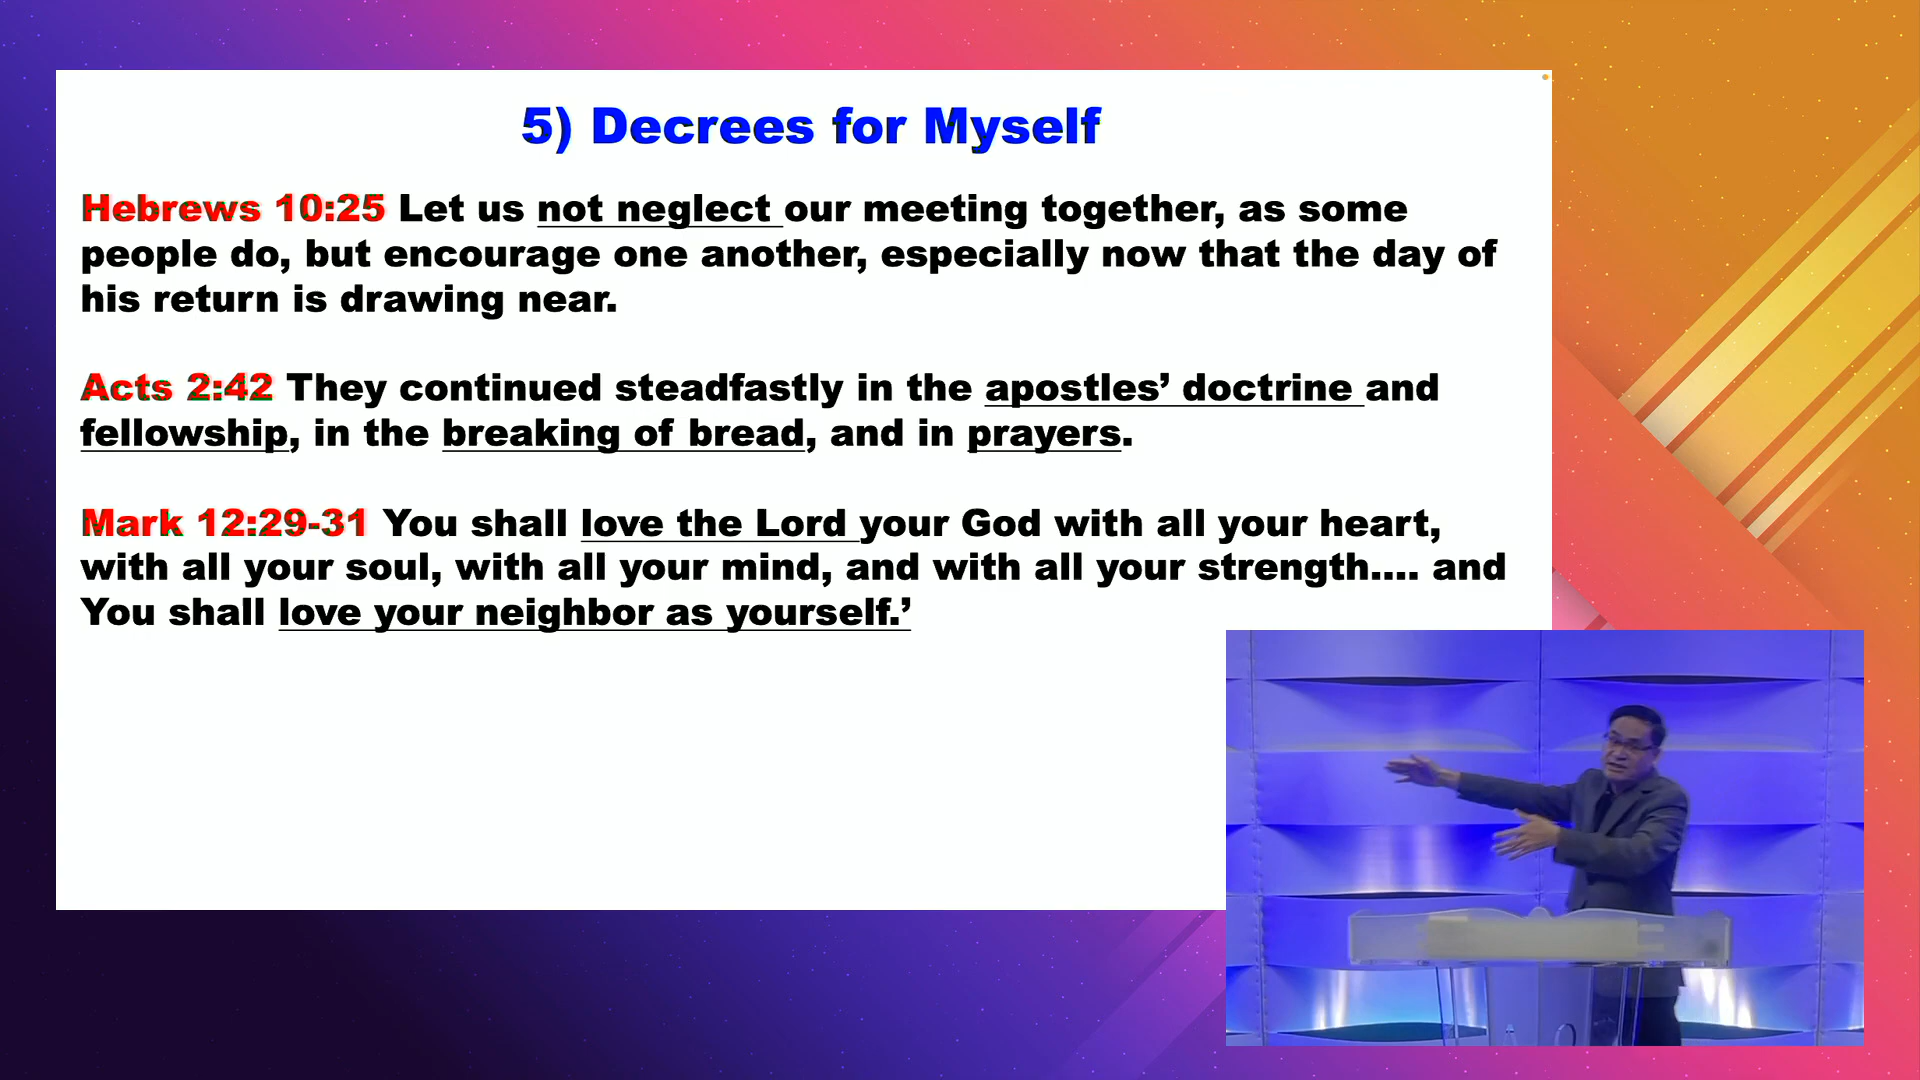 5) Decrees for Myself
Hebrews 10:25 Let us not neglect our meeting together, as some
people do, but encourage one another, especially now that the day of
his return is drawing near.
Acts 2:42 They continued steadfastly in the apostles’ doctrine and
fellowship, in the breaking of bread, and in prayers.
Mark 12:29-31 You shall love the Lord your God with all your heart,
with all your soul, with all your mind, and with all your strength.... and
You shall love your neighbor as yourself.’